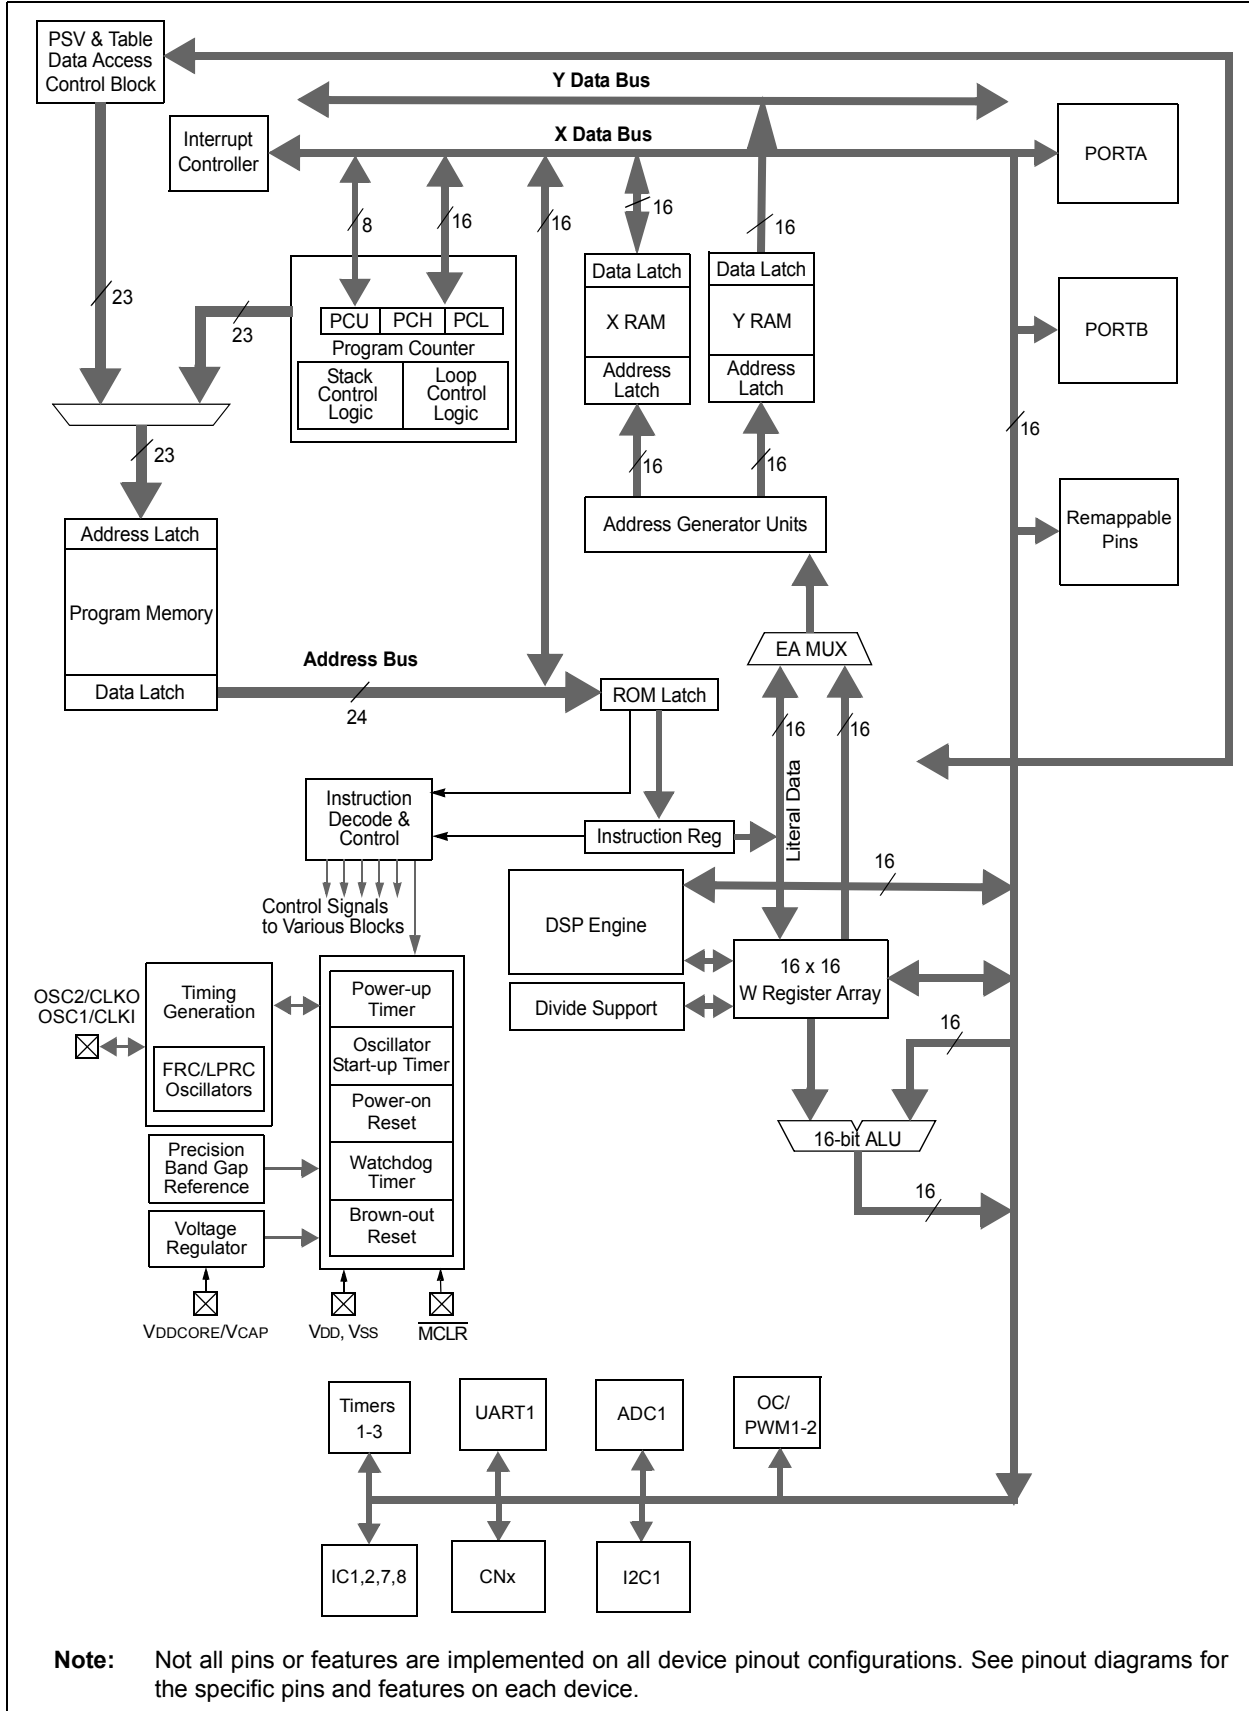 PSV & Table
Data Access
Control Block
Y Data Bus
X Data Bus
Interrupt
Controller
PORTA
8
16
16
16
16
23
23
Data Latch
X RAM
Address
Latch
Data Latch
Y RAM
Address
Latch
PCU PCH PCL
Program Counter
Stack
Control
Logic
Loop
Control
Logic
PORTB
16
23
16
16
Address Generator Units
Remappable
Pins
Address Latch
Program Memory
Data Latch
EA MUX
Address Bus
24
ROM Latch
16
16
Literal Data
Instruction
Decode &
Control
Instruction Reg
16
Control Signals
to Various Blocks
DSP Engine
16 x 16
W Register Array
Divide Support
OSC2/CLKO
OSC1/CLKI
Timing
Generation
FRC/LPRC
Oscillators
Power-up
Timer
Oscillator
Start-up Timer
Power-on
Reset
Watchdog
Timer
Brown-out
Reset
16
16-bit ALU
16
Precision
Band Gap
Reference
Voltage
Regulator
VDDCORE/VCAP
VDD, VSS
MCLR
Timers
1-3
UART1
ADC1
OC/
PWM1-2
IC1,2,7,8
CNx
I2C1
Note: Not all pins or features are implemented on all device pinout configurations. See pinout diagrams for
the specific pins and features on each device.